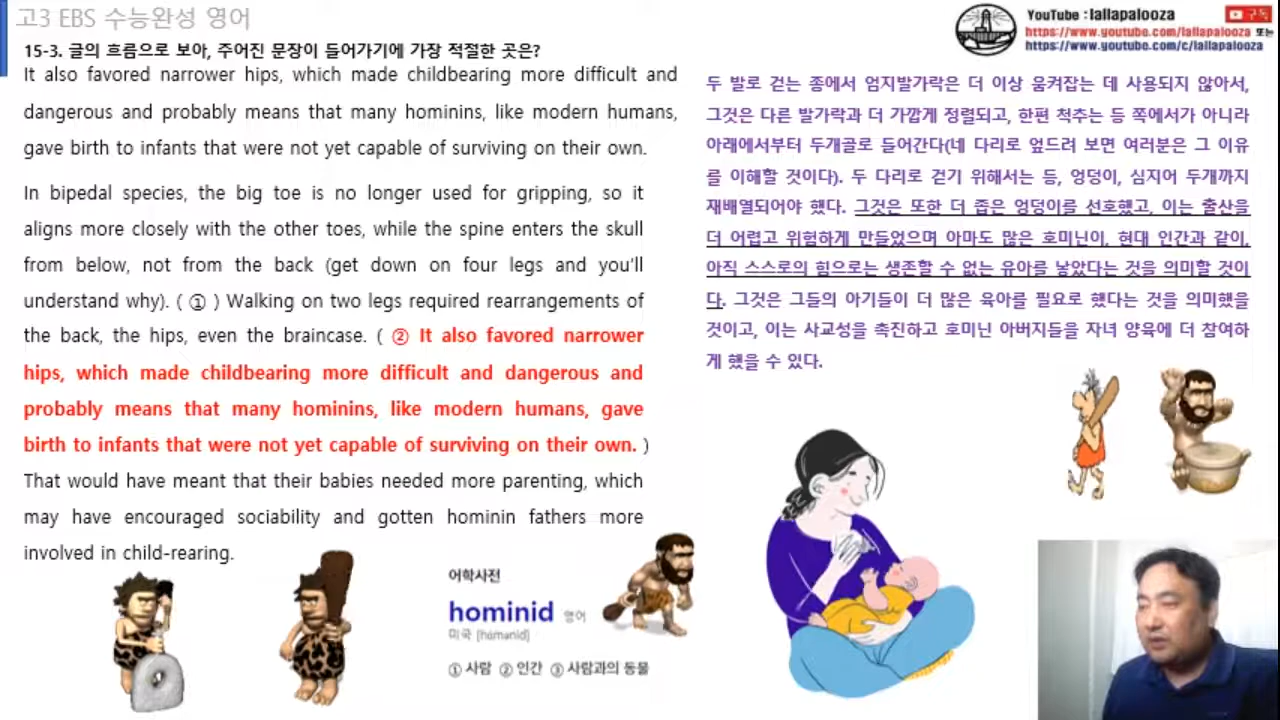 고3 EBS 수능완성 영어
YouTube : lallapalooza
구독
https://www.youtube.com/lallapalooza 또는
https://www.youtube.com/c/lallapalooza
15-3. 글의 흐름으로 보아, 주어진 문장이 들어가기에 가장 적절한 곳은?
It also favored narrower hips, which made childbearing more difficult and
dangerous and probably means that many hominins, like modern humans,
gave birth to infants that were not yet capable of surviving on their own.
In bipedal species, the big toe is no longer used for gripping, so it
aligns more closely with the other toes, while the spine enters the skull
from below, not from the back (get down on four legs and you'll
understand why). ( ① ) Walking on two legs required rearrangements of
the back, the hips, even the braincase. ( ② It also favored narrower
hips, which made childbearing more difficult and dangerous and
probably means that many hominins, like modern humans, gave
birth to infants that were not yet capable of surviving on their own. )
That would have meant that their babies needed more parenting, which
may have encouraged sociability and gotten hominin fathers more
involved in child-rearing.
두 발로 걷는 종에서 엄지발가락은 더 이상 움켜잡는 데 사용되지 않아서,
그것은 다른 발가락과 더 가깝게 정렬되고, 한편 척추는 등 쪽에서가 아니라
아래에서부터 두개골로 들어간다(네 다리로 엎드려 보면 여러분은 그 이유
를 이해할 것이다). 두 다리로 걷기 위해서는 등, 엉덩이, 심지어 두개까지
재배열되어야 했다. 그것은 또한 더 좁은 엉덩이를 선호했고, 이는 출산을
더 어렵고 위험하게 만들었으며 아마도 많은 호미닌이, 현대 인간과 같이,
아직 스스로의 힘으로는 생존할 수 없는 유아를 낳았다는 것을 의미할 것이
다. 그것은 그들의 아기들이 더 많은 육아를 필요로 했다는 것을 의미했을
것이고, 이는 사교성을 촉진하고 호미닌 아버지들을 자녀 양육에 더 참여하
게 했을 수 있다.
어학사전
hominid 영어
미국 [hάmənid]
① 사람 ② 인간 ③ 사람과의 동물